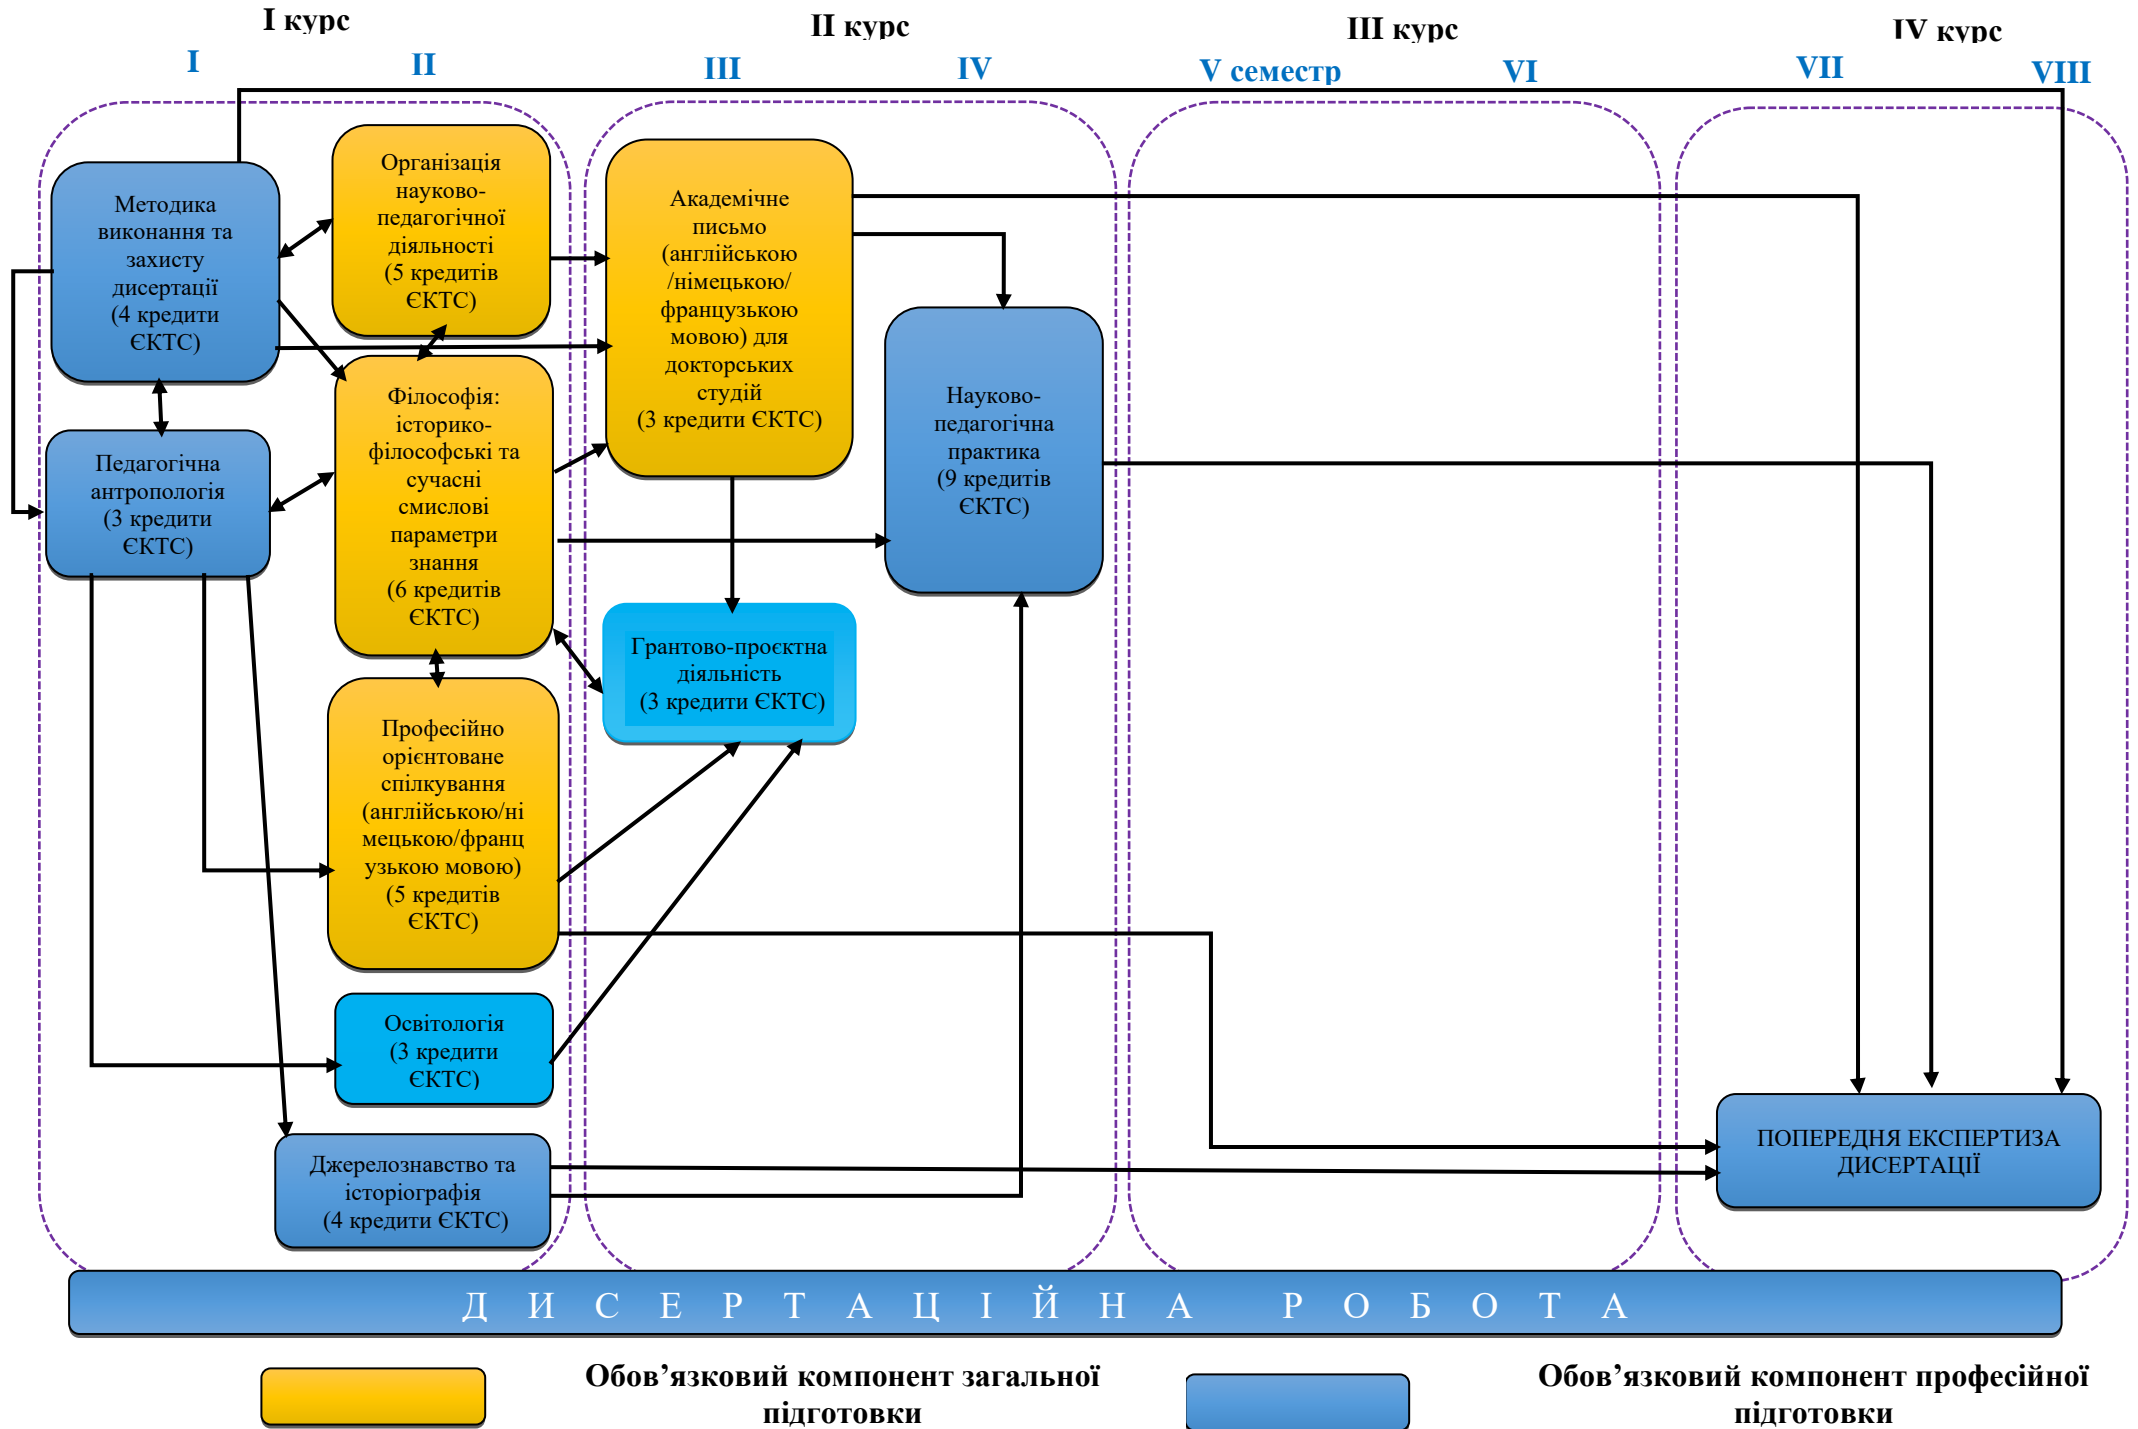 І курс
ІІ курс
ІІІ курс
ІV курс
І
ІІ
ІІІ
ІV
V семестр
VІ
VІІ
VІІІ
Методика
виконання та
захисту
дисертації
(4 кредити
ЄКТС)
Педагогічна
антропологія
(3 кредити
ЄКТС)
Організація
науково-
педагогічної
діяльності
(5 кредитів
ЄКТС)
Філософія:
історико-
філософські та
сучасні
смислові
параметри
знання
(6 кредитів
ЄКТС)
Професійно
орієнтоване
спілкування
(англійською/ні
мецькою/франц
узькою мовою)
(5 кредитів
ЄКТС)
Освітологія
(3 кредити
ЄКТС)
Джерелознавство та
історіографія
(4 кредити ЄКТС)
Академічне
письмо
(англійською
/німецькою/
французькою
мовою) для
докторських
студій
(3 кредити ЄКТС)
Грантово-проєктна
діяльність
(3 кредити ЄКТС)
Науково-
педагогічна
практика
(9 кредитів
ЄКТС)
ПОПЕРЕДНЯ ЕКСПЕРТИЗА
ДИСЕРТАЦІЇ
Д И С Е Р Т А Ц І Й Н А Р О Б О Т А
Обов’язковий компонент загальної
підготовки
Обов’язковий компонент професійної
підготовки